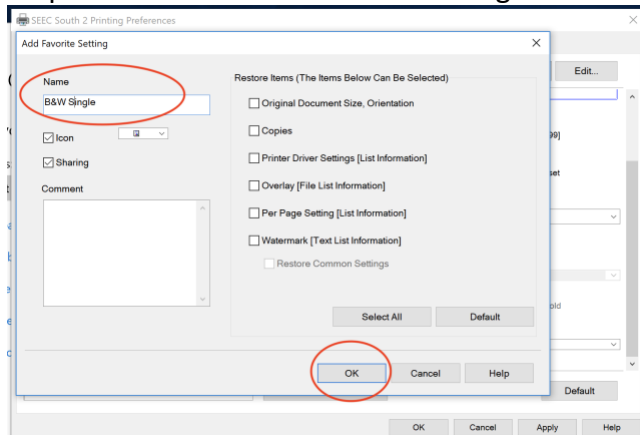 SEEC South 2 Printing Preferences
Add Favorite Setting
Edit...
Name
B&W Single
Icon
Sharing
Comment
Restore Items (The Items Below Can Be Selected)
Original Document Size, Orientation
Copies
Printer Driver Settings [List Information]
Overlay [File List Information]
Per Page Setting [List Information]
Watermark [Text List Information]
Restore Common Settings
Select All Default
OK Cancel Help
99]
Default
OK Cancel Apply Help